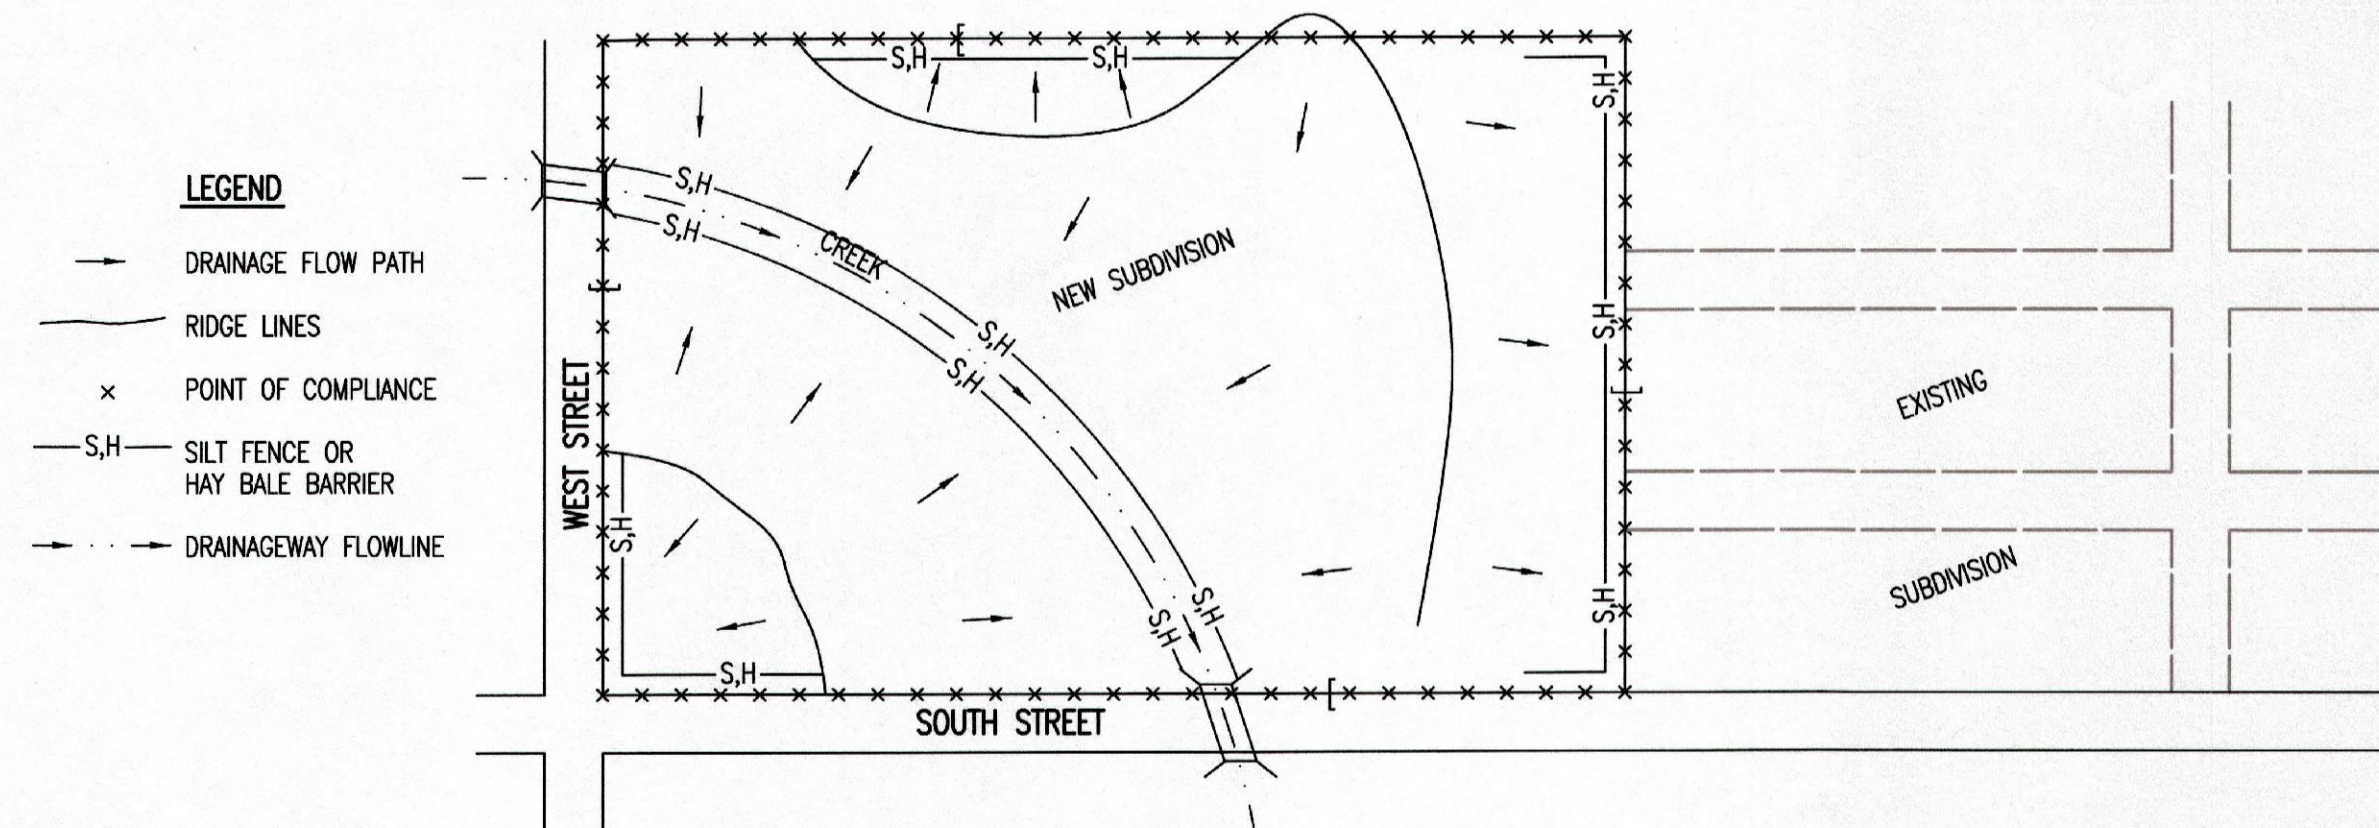 LEGEND
DRAINAGE FLOW PATH
RIDGE LINES
× POINT OF COMPLIANCE
S,H SILT FENCE OR
HAY BALE BARRIER
DRAINAGEWAY FLOWLINE
S,H
S,H
S,H
S,H
S,H
CREEK
NEW SUBDIVISION
S,H
S,H
S,H
WEST STREET
EXISTING
S,H
SUBDIVISION
S,H
S,H
S,H
S,H
SOUTH STREET